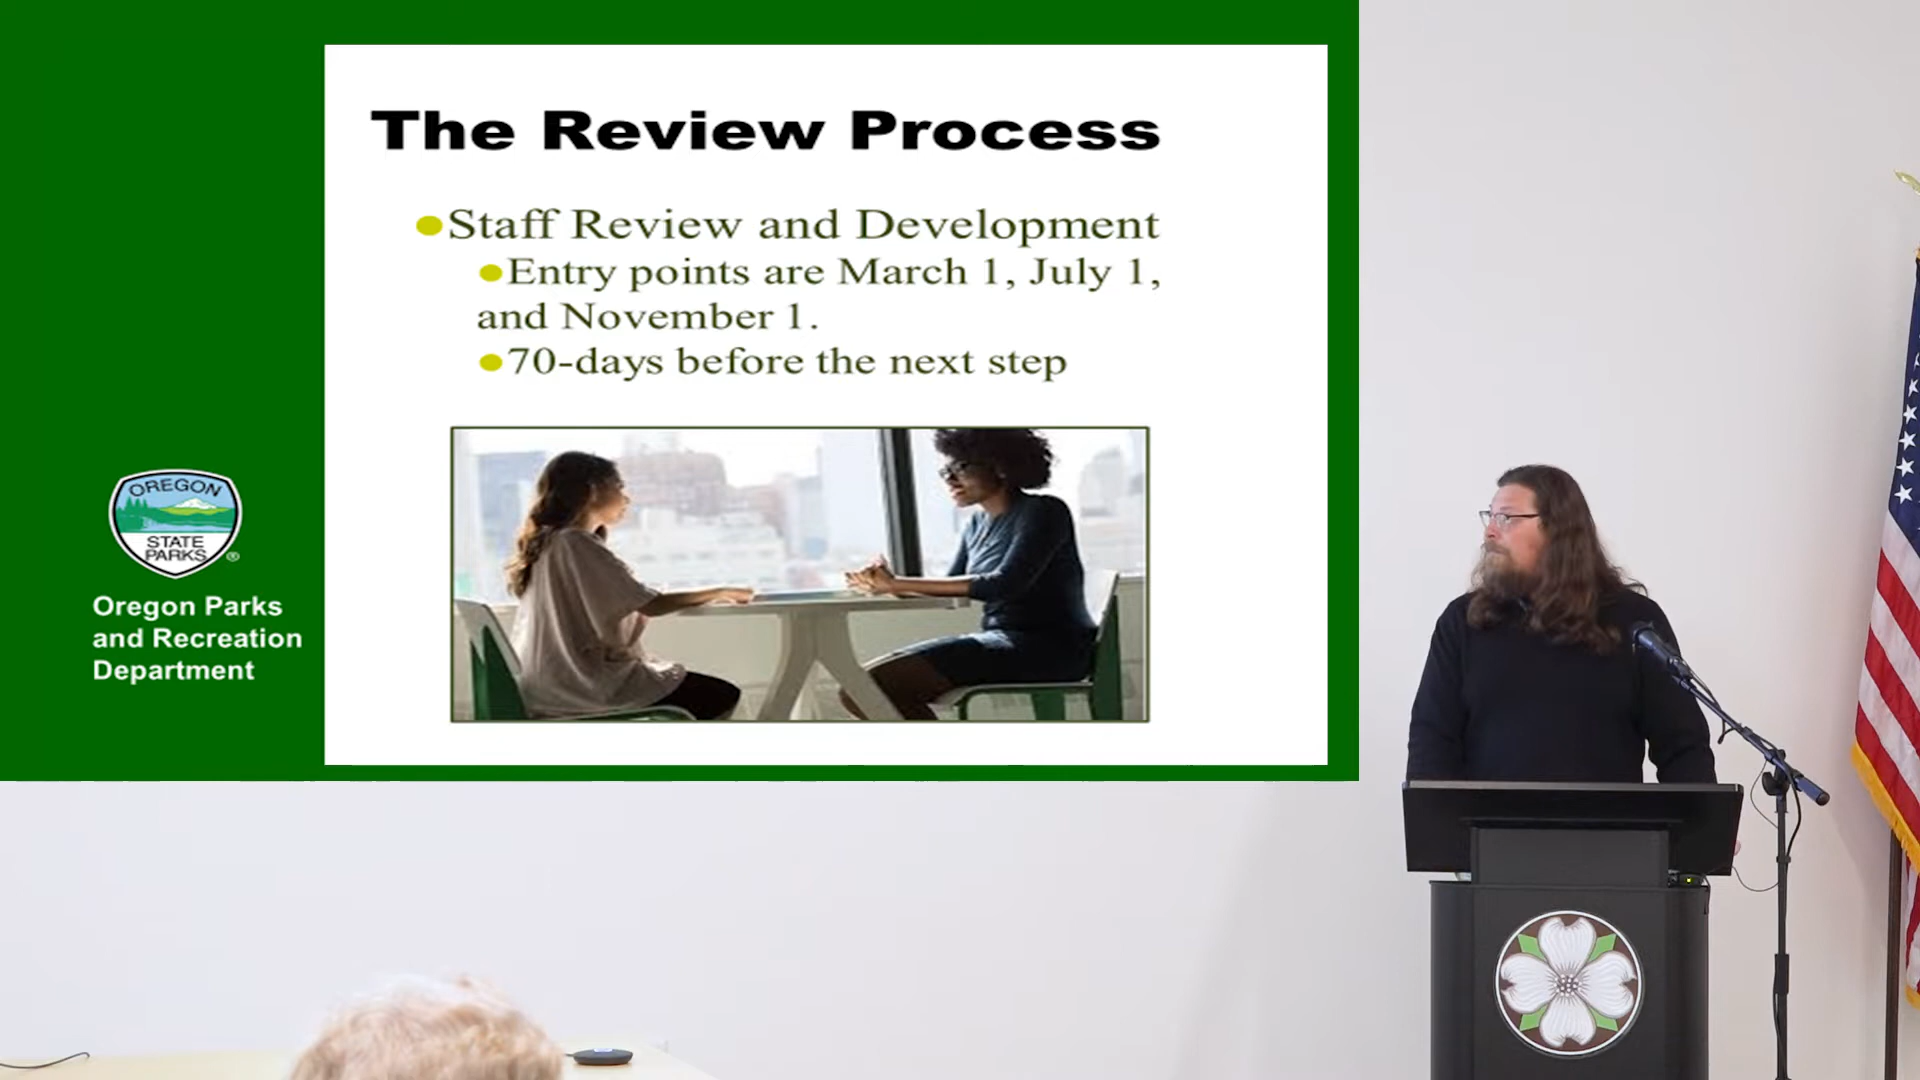 The Review Process
Staff Review and Development
Entry points are March 1, July 1,
and November 1.
70-days before the next step
OREGON
STATE
PARKS
®
Oregon Parks
and Recreation
Department